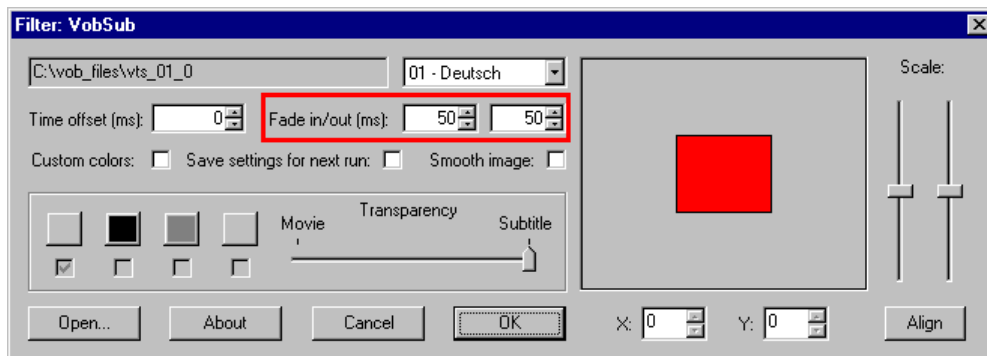 Filter: VobSub
C:\vob_files\vts_01_0
01 - Deutsch
Scale:
Time offset (ms): 0
Fade in/out (ms): 50 50
Custom colors:
Save settings for next run:
Smooth image:
Transparency
Movie
Subtitle
Open...
About
Cancel
OK
X: 0
Y: 0
Align